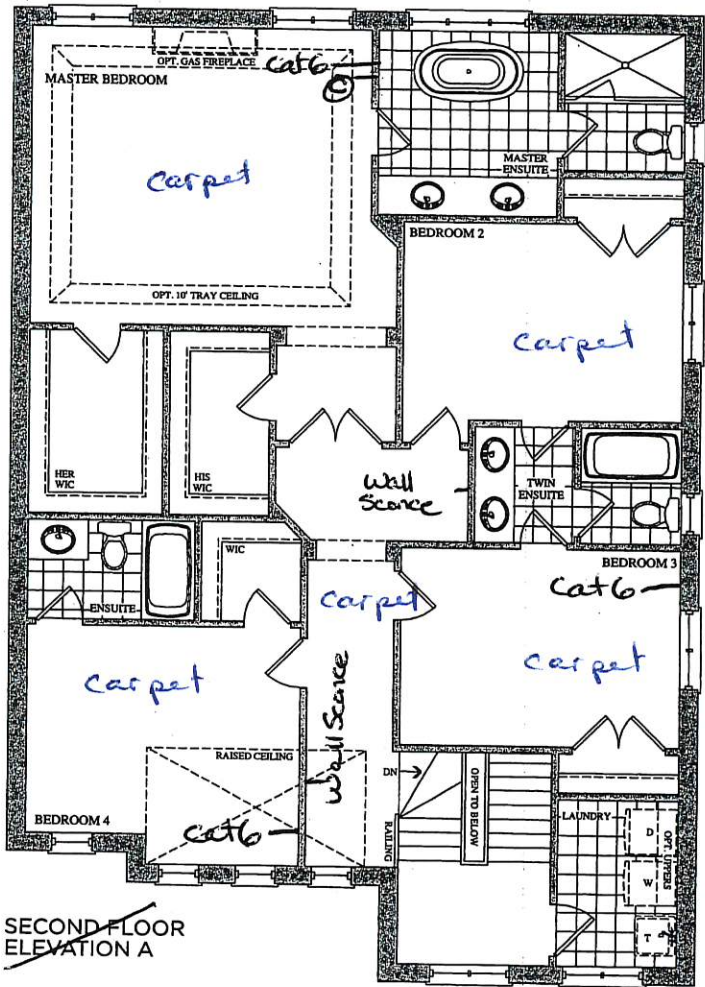 OPT. GAS FIREPLACE
cat6
MASTER BEDROOM
C
carpet
MASTER
ENSUITE
BEDROOM 2
OPT. 10' TRAY CEILING
carpet
HER
WIC
HIS
WIC
Wall
Scance
TWIN
ENSUITE
WIC
BEDROOM 3
cat6
ENSUITE
carpet
carpet
carpet
Wall Scance
RAISED CEILING
DN
OPEN TO BELOW
RAILING
LAUNDRY
D
OPT. UPPERS
W
T
BEDROOM 4
cat6
SECOND FLOOR
ELEVATION A